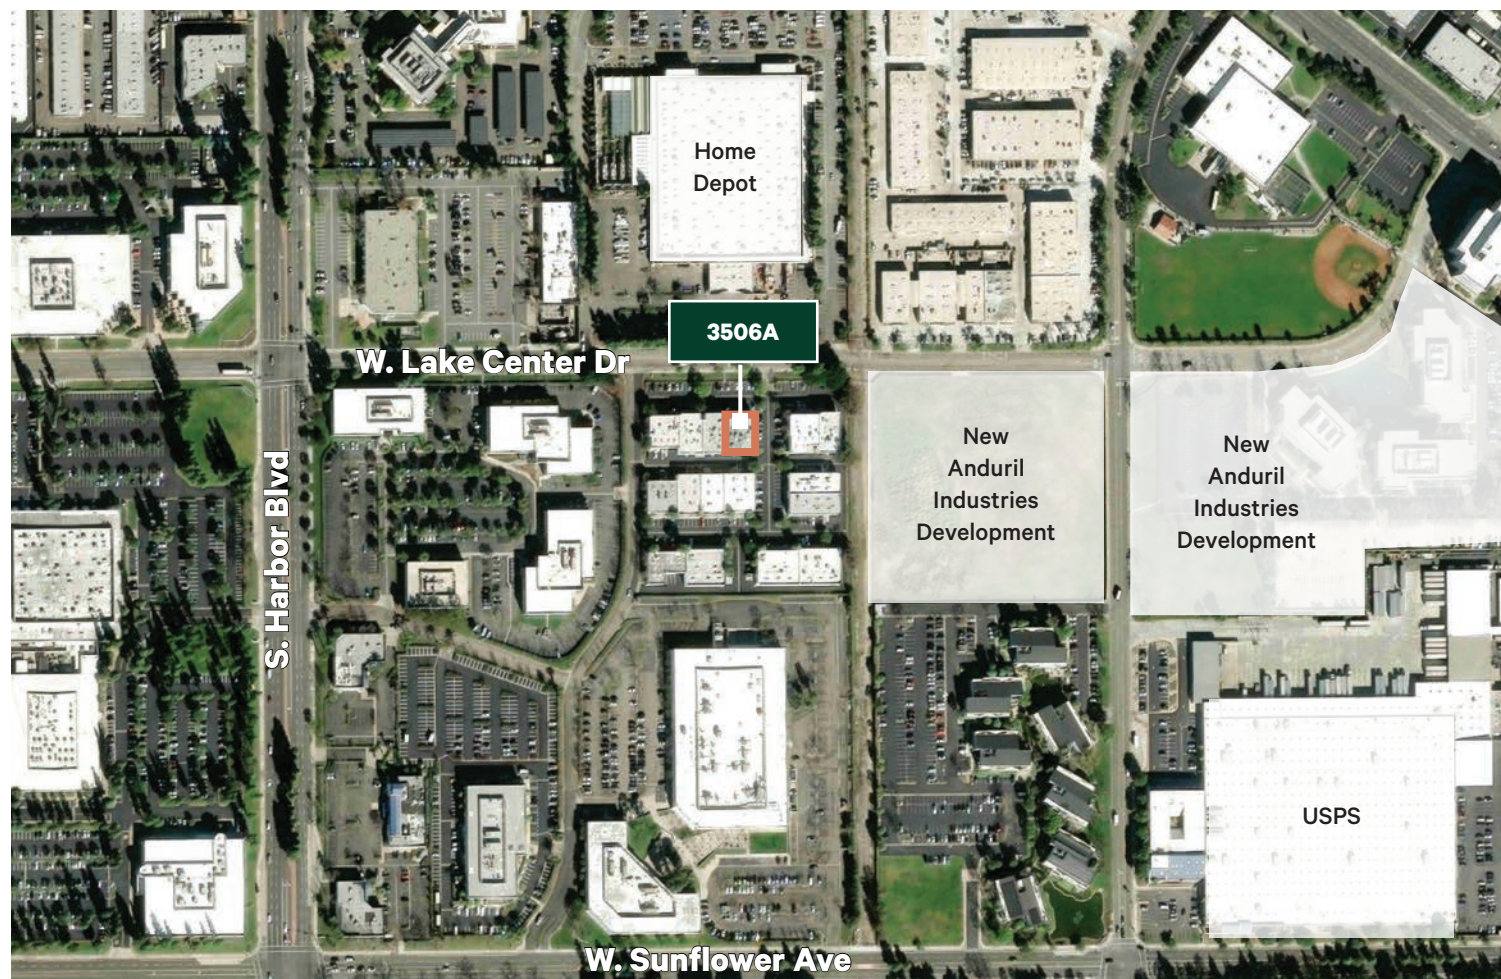 Home
Depot
3506A
W. Lake Center Dr
S. Harbor Blvd
New
Anduril
Industries
Development
New
Anduril
Industries
Development
USPS
W. Sunflower Ave